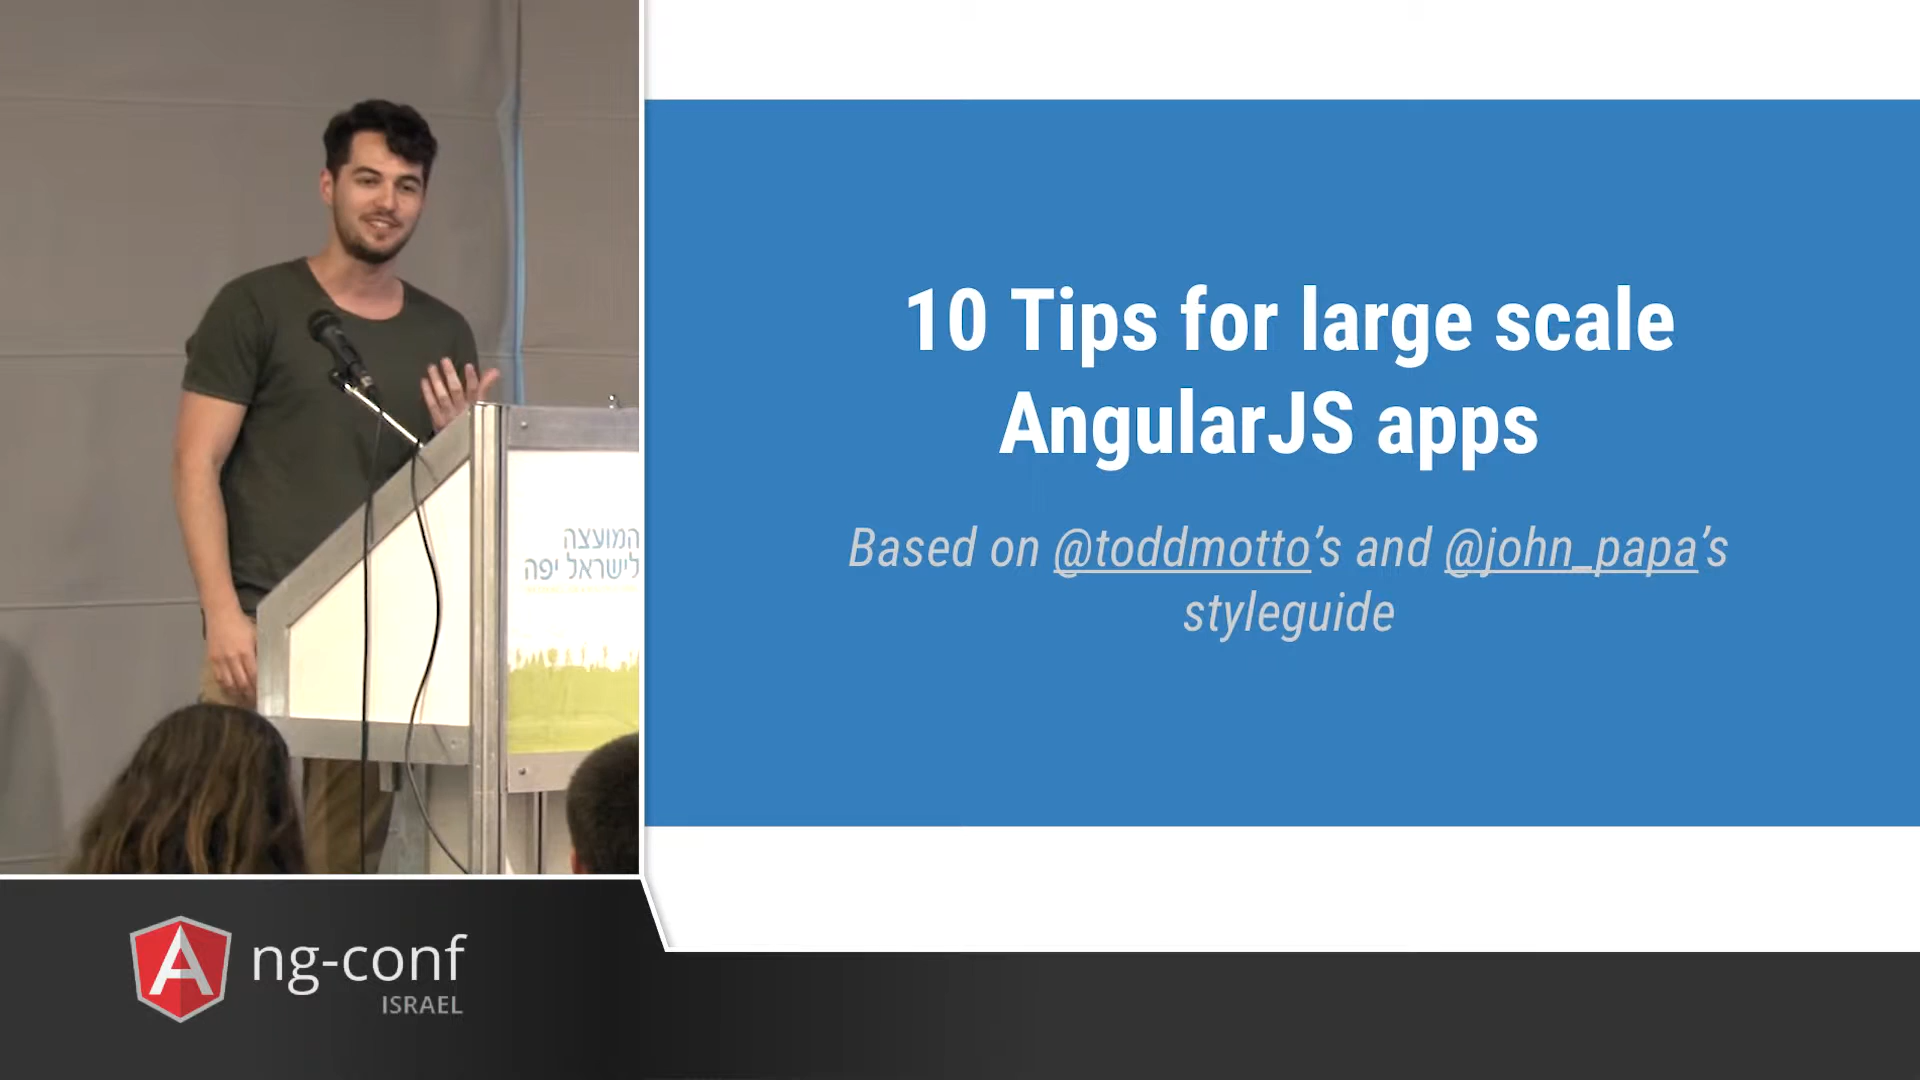 10 Tips for large scale
AngularJS apps
Based on @toddmotto’s and @john_papa’s
styleguide
המועצה
לישראל יפה
A ng-conf
ISRAEL